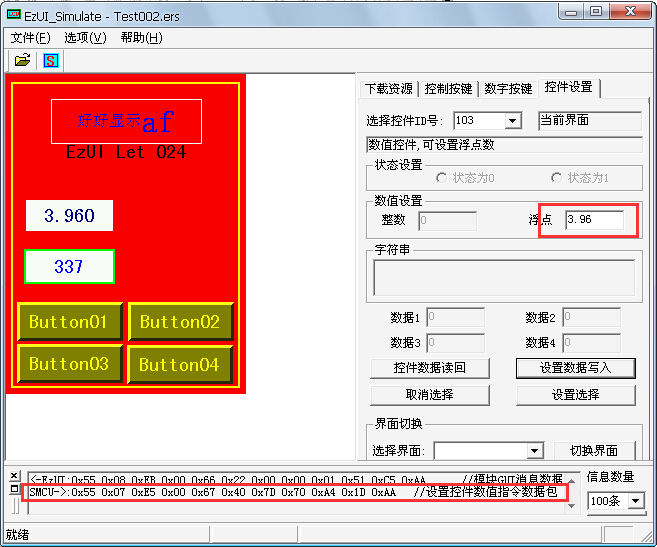 EzUI_Simulate - Test002.ers
文件(F) 选项(V) 帮助(H)
好好显示af
EzUI Let 024
3.960
337
Button01 Button02
Button03 Button04
下载资源 控制按键 数字按键 控件设置
选择控件ID号: 103 当前界面
数值控件,可设置浮点数
状态设置
状态为0 状态为1
数值设置
整数 0 浮点 3.96
字符串
数据1 0 数据2 0
数据3 0 数据4 0
控件数据读回 设置数据写入
取消选择 设置选择
界面切换
选择界面: 切换界面
<-EzUI:0x55 0x08 0xEB 0x00 0x66 0x22 0x00 0x00 0x01 0x51 0xC5 0xAA //模块GUI消息数据
SMCU->:0x55 0x07 0xE5 0x00 0x67 0x40 0x7D 0x70 0xA4 0x1D 0xAA //设置控件数值指令数据包
信息数量
100条
就绪